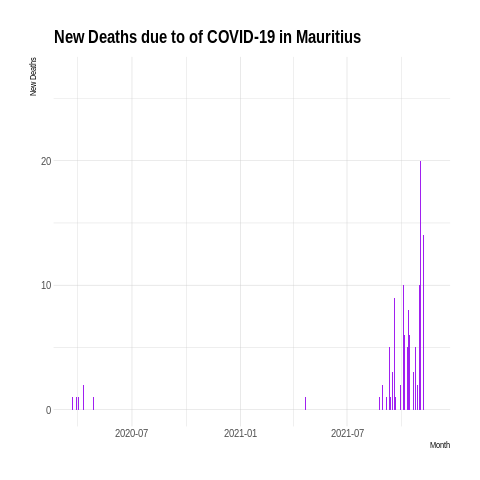 New Deaths due to of COVID-19 in Mauritius
New Deaths
20
10
0
2020-07 2021-01 2021-07
Month